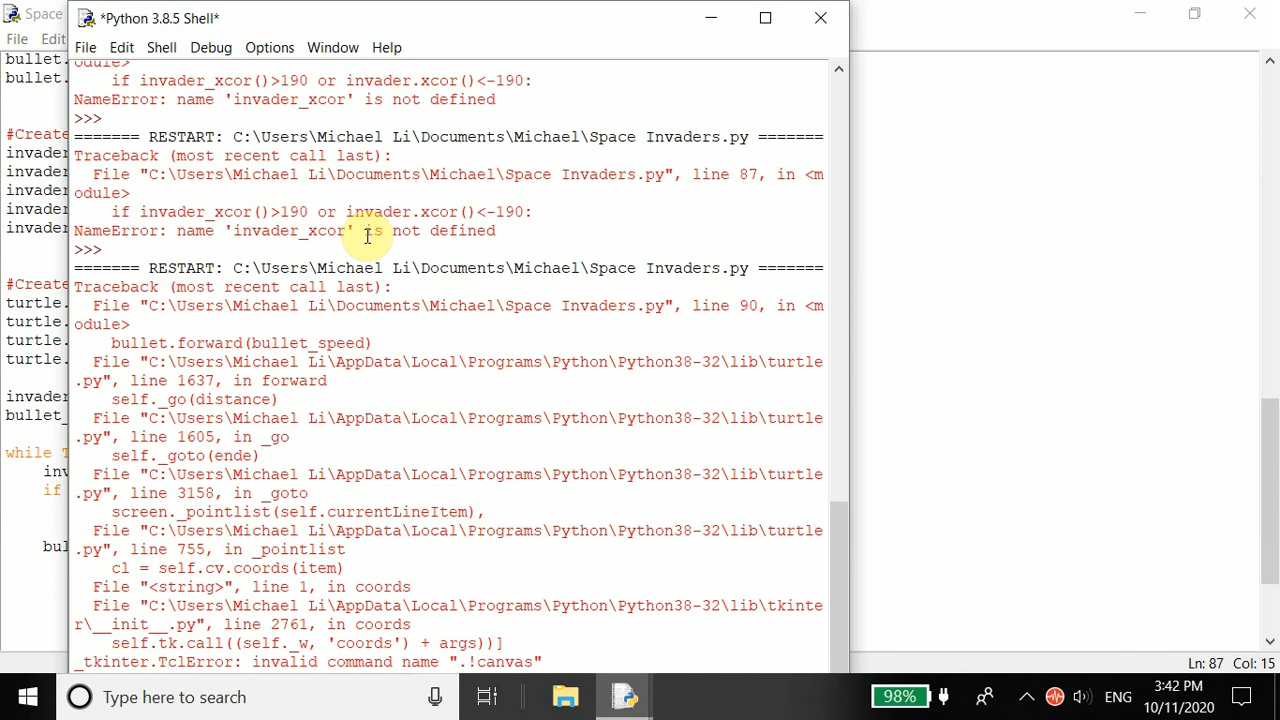 Space
*Python 3.8.5 Shell*
File Edit
File Edit Shell Debug Options Window Help
bullet.
bullet.
#Create
invader
invader
invader
invader
invader
#Create
turtle.
turtle.
turtle.
turtle.
invader
bullet_
while T
inv
if
bul
odule>
if invader_xcor()>190 or invader.xcor()<-190:
NameError: name 'invader_xcor' is not defined
>>>
======= RESTART: C:\Users\Michael Li\Documents\Michael\Space Invaders.py =======
Traceback (most recent call last):
File "C:\Users\Michael Li\Documents\Michael\Space Invaders.py", line 87, in <m
odule>
if invader_xcor()>190 or invader.xcor()<-190:
NameError: name 'invader_xcor' is not defined
>>>
======= RESTART: C:\Users\Michael Li\Documents\Michael\Space Invaders.py =======
Traceback (most recent call last):
File "C:\Users\Michael Li\Documents\Michael\Space Invaders.py", line 90, in <m
odule>
bullet.forward(bullet_speed)
File "C:\Users\Michael Li\AppData\Local\Programs\Python\Python38-32\lib\turtle
.py", line 1637, in forward
self._go(distance)
File "C:\Users\Michael Li\AppData\Local\Programs\Python\Python38-32\lib\turtle
.py", line 1605, in _go
self._goto(ende)
File "C:\Users\Michael Li\AppData\Local\Programs\Python\Python38-32\lib\turtle
.py", line 3158, in _goto
screen._pointlist(self.currentLineItem),
File "C:\Users\Michael Li\AppData\Local\Programs\Python\Python38-32\lib\turtle
.py", line 755, in _pointlist
cl = self.cv.coords(item)
File "<string>", line 1, in coords
File "C:\Users\Michael Li\AppData\Local\Programs\Python\Python38-32\lib\tkinte
r\__init__.py", line 2761, in coords
self.tk.call((self._w, 'coords') + args))]
_tkinter.TclError: invalid command name ".!canvas"
Ln: 87 Col: 15
Type here to search
98%
ENG
3:42 PM
10/11/2020